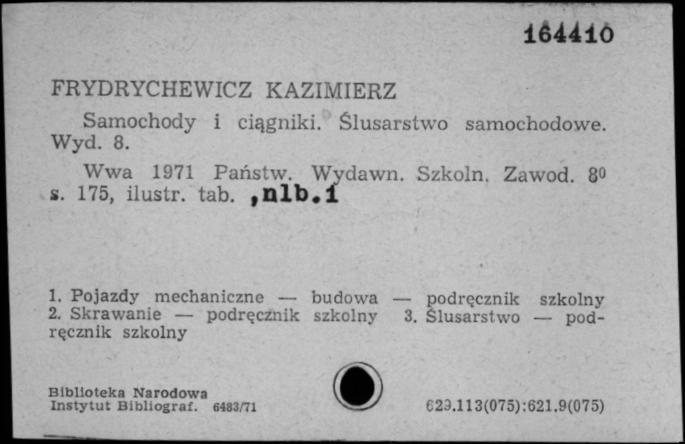 164410
FRYDRYCHEWICZ KAZIMIERZ
Samochody i ciągniki. Ślusarstwo samochodowe.
Wyd. 8.
Wwa 1971 Państw. Wydawn. Szkoln. Zawod. 8⁰
s. 175, ilustr. tab. ,nlb.1
1. Pojazdy mechaniczne — budowa — podręcznik szkolny
2. Skrawanie — podręcznik szkolny 3. Ślusarstwo — pod-
ręcznik szkolny
Biblioteka Narodowa
Instytut Bibliograf. 6483/71
629.113(075):621.9(075)